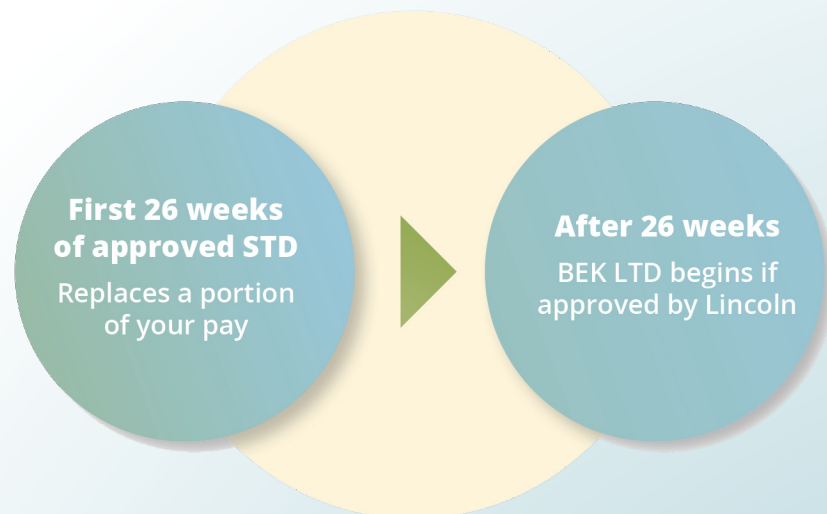 First 26 weeks
of approved STD
Replaces a portion
of your pay
After 26 weeks
BEK LTD begins if
approved by Lincoln